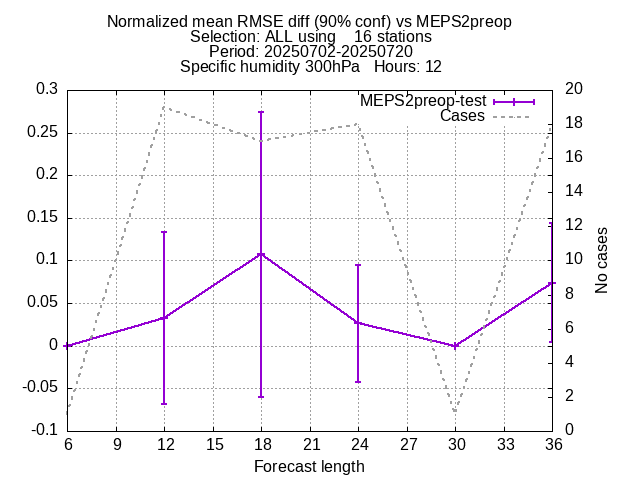 Normalized mean RMSE diff (90% conf) vs MEPS2preop
Selection: ALL using    16 stations
Period: 20250702-20250720
Specific humidity 300hPa   Hours: 12
MEPS2preop-test
Cases
0.3
0.25
0.2
0.15
0.1
0.05
0
-0.05
-0.1
20
18
16
14
12
10
8
6
4
2
0
No cases
6 9 12 15 18 21 24 27 30 33 36
Forecast length